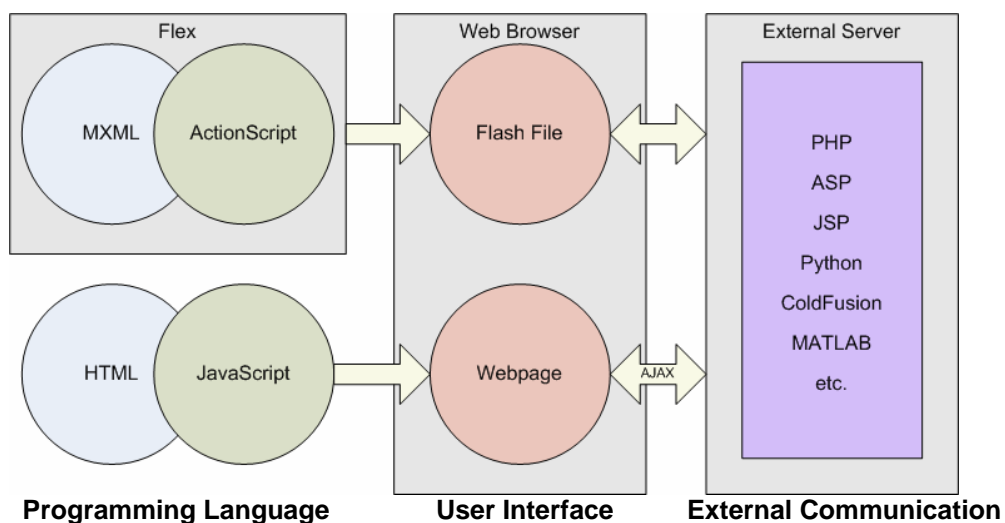 Flex
Web Browser
External Server
MXML
ActionScript
Flash File
PHP
ASP
JSP
Python
ColdFusion
MATLAB
etc.
HTML
JavaScript
Webpage
AJAX
Programming Language
User Interface
External Communication